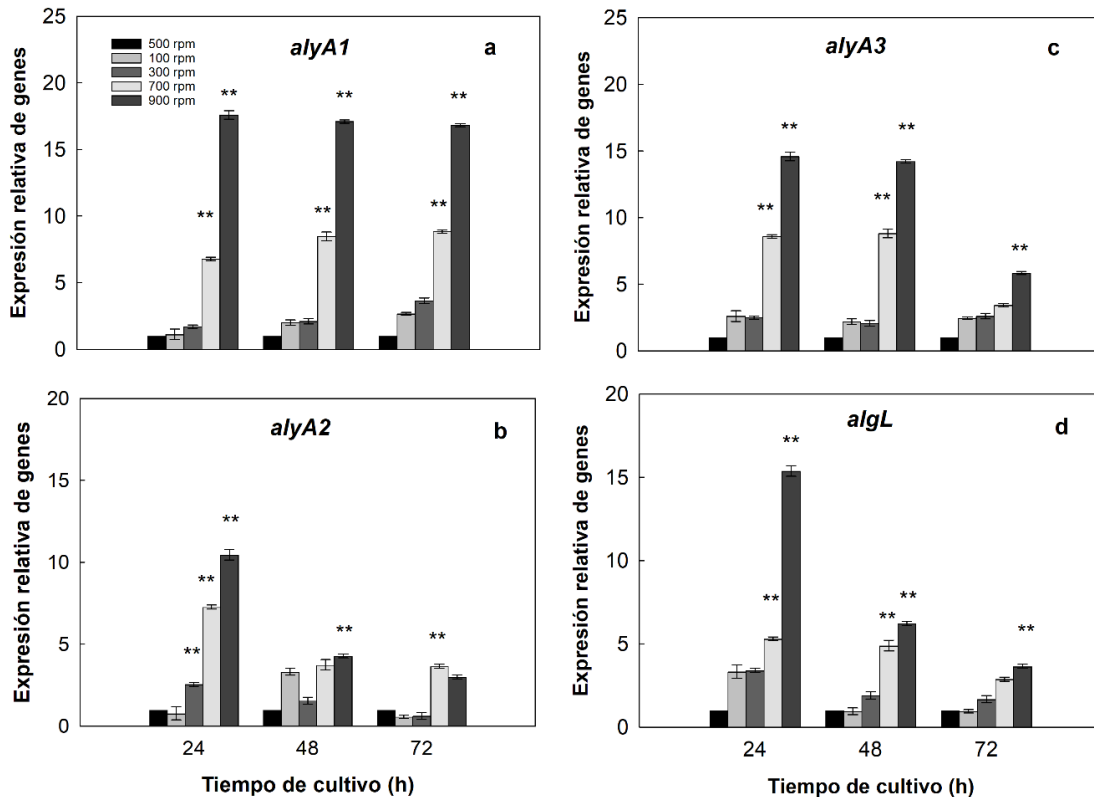 alyA1
a
500 rpm
100 rpm
300 rpm
700 rpm
900 rpm
25
20
15
10
5
0
Expresión relativa de genes
**
**
**
**
**
**
alyA3
c
25
20
15
10
5
0
Expresión relativa de genes
**
**
**
**
**
alyA2
b
20
15
10
5
0
Expresión relativa de genes
**
**
**
**
**
24
48
72
Tiempo de cultivo (h)
algL
d
20
15
10
5
0
Expresión relativa de genes
**
**
**
**
**
24
48
72
Tiempo de cultivo (h)